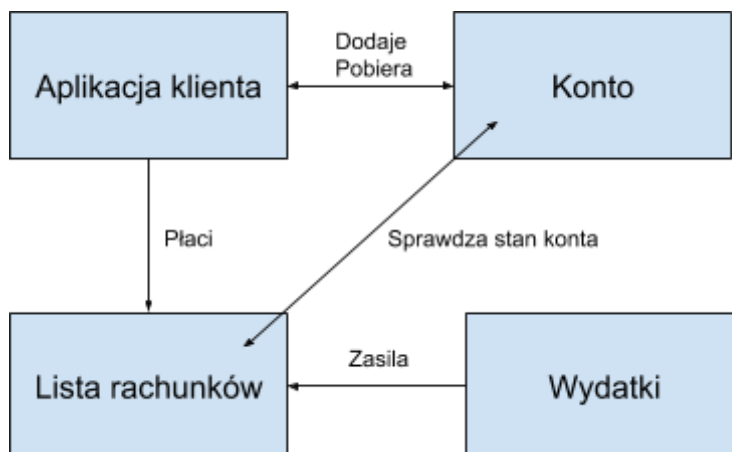 Aplikacja klienta
Dodaje
Pobiera
Konto
Płaci
Sprawdza stan konta
Lista rachunków
Zasila
Wydatki